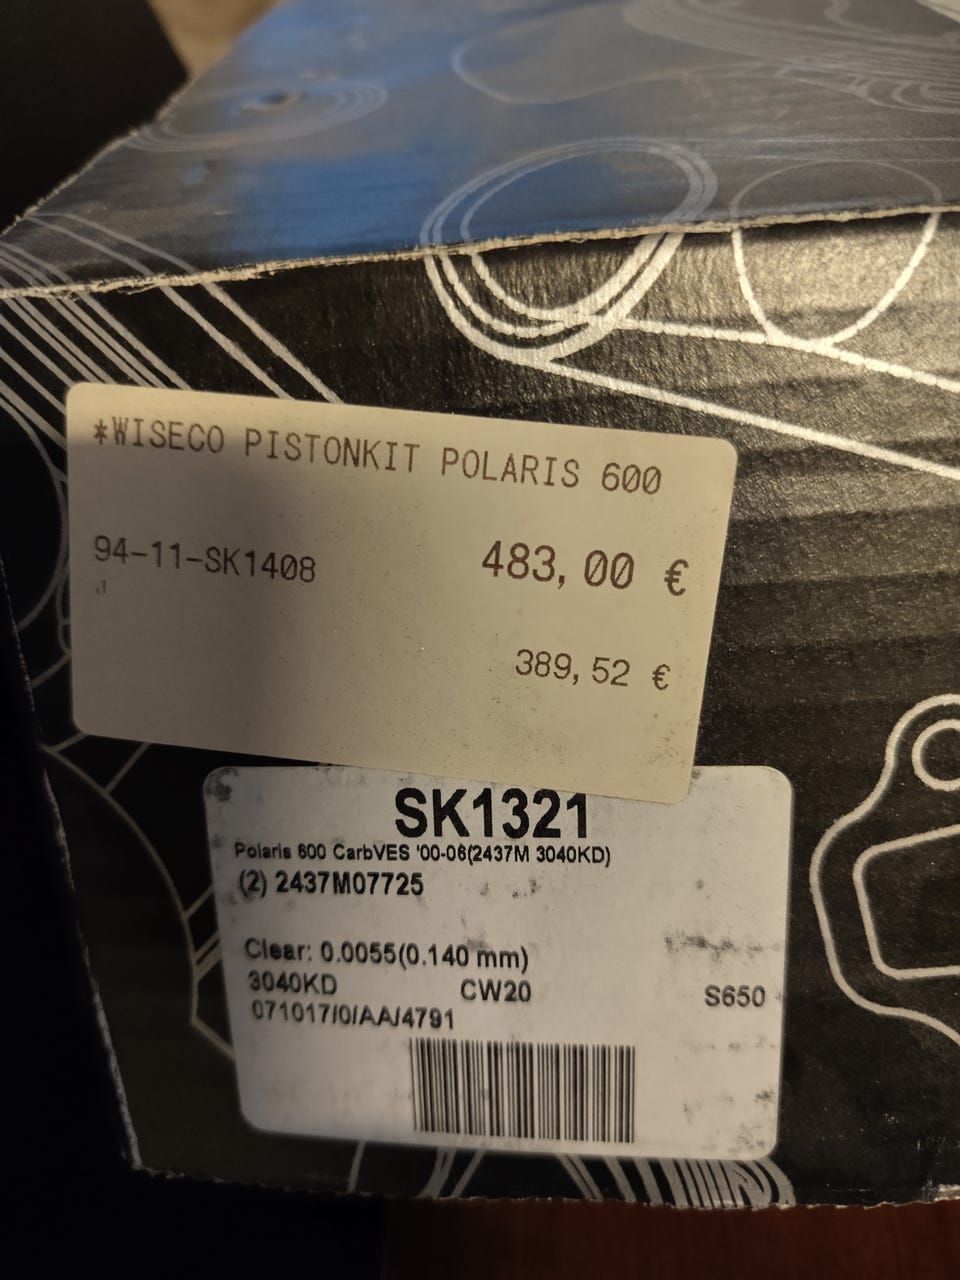 *WISECO PISTONKIT POLARIS 600
94-11-SK1408 483,00 €
389,52 €
SK1321
Polaris 600 CarbVES '00-06(2437M 3040KD)
(2) 2437M07725
Clear: 0.0055(0.140 mm)
3040KD CW20 S650
071017/0/AA/4791